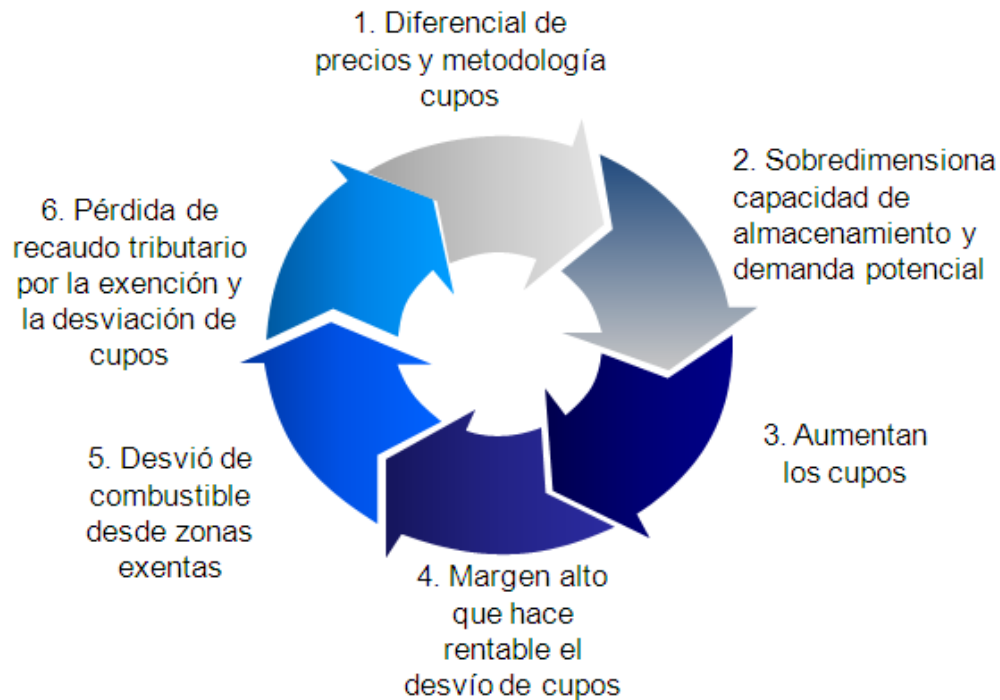 1. Diferencial de
precios y metodología
cupos
2. Sobredimensiona
capacidad de
almacenamiento y
demanda potencial
3. Aumentan
los cupos
4. Margen alto
que hace
rentable el
desvío de cupos
5. Desvió de
combustible
desde zonas
exentas
6. Pérdida de
recaudo tributario
por la exención y
la desviación de
cupos